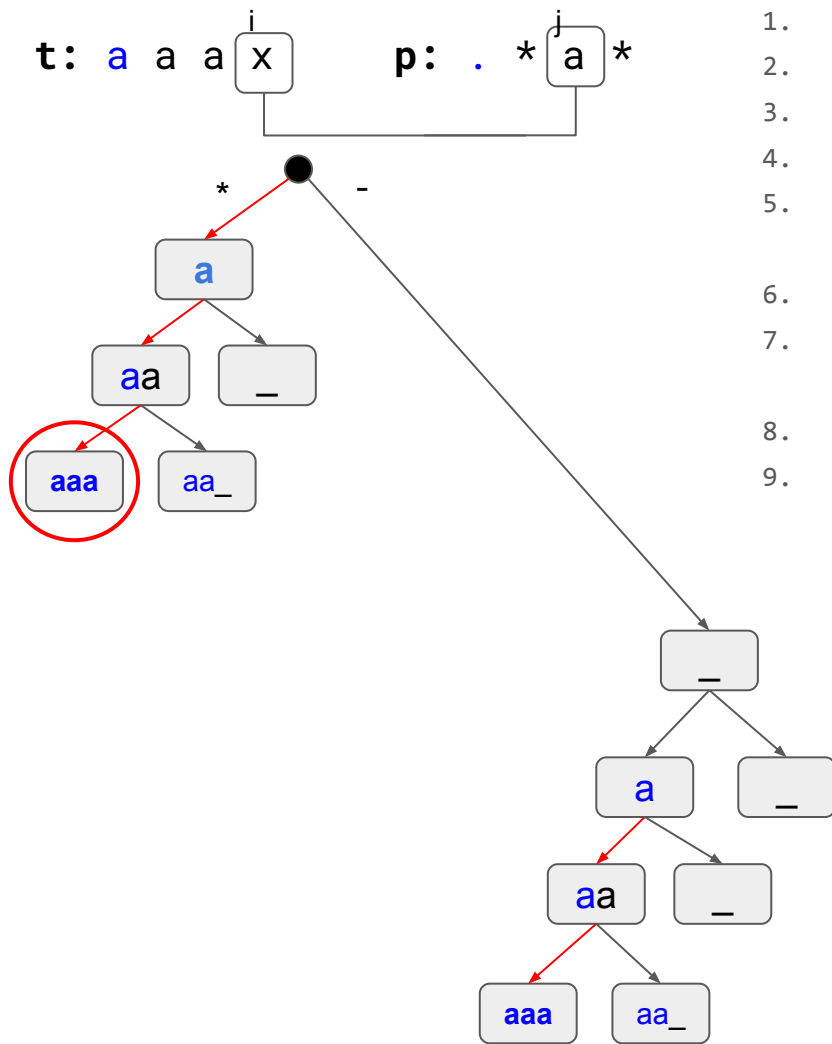 i
j
t: a a a x
p: . * a *
* -
a
aa _
aaa aa_
_
a _
aa _
aaa aa_
1.
2.
3.
4.
5.
6.
7.
8.
9.